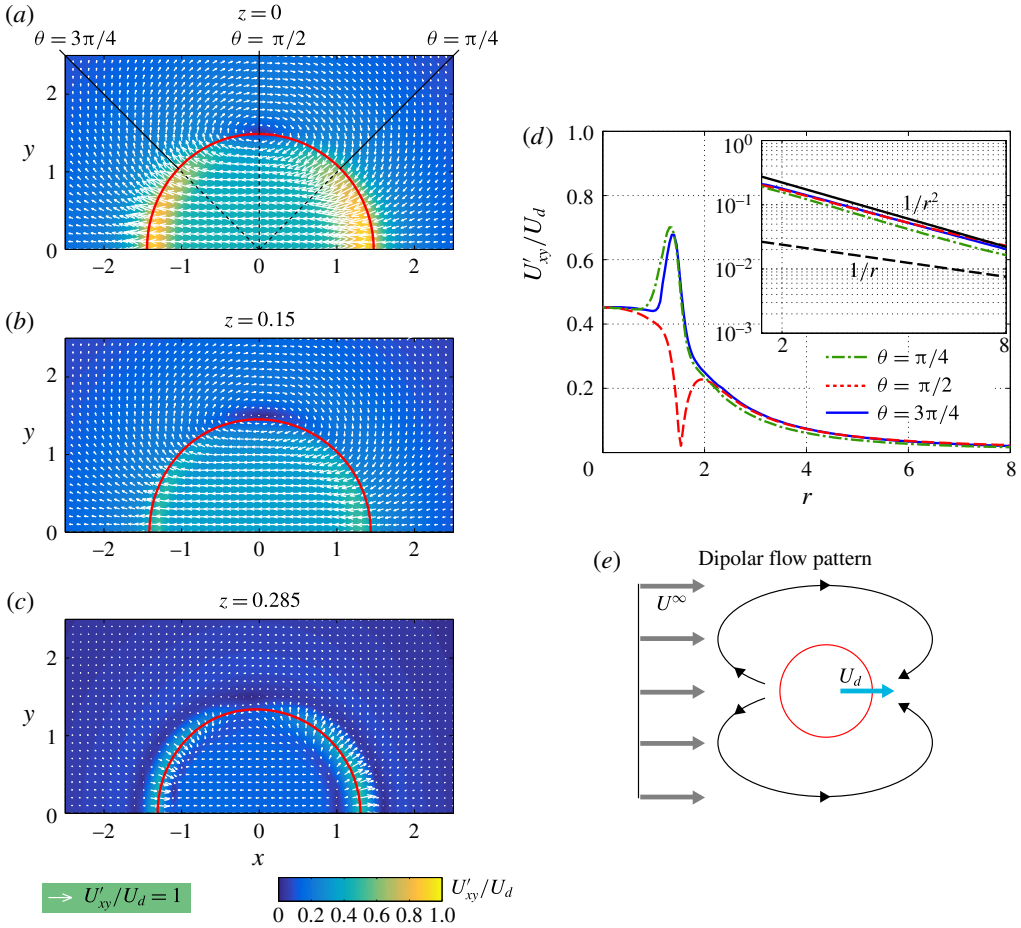 (a)
z = 0
θ = 3π/4
θ = π/2
θ = π/4
2
y
1
0
−2
−1
0
1
2
(b)
z = 0.15
2
y
1
0
−2
−1
0
1
2
(c)
z = 0.285
2
y
1
0
−2
−1
0
1
2
x
U′xy/Ud = 1
U′xy/Ud
0
0.2
0.4
0.6
0.8
1.0
(d)
1.0
0.8
0.6
0.4
0.2
U′xy/Ud
0
2
4
6
8
r
10^0
10^−1
10^−2
10^−3
2
8
1/r^2
1/r
θ = π/4
θ = π/2
θ = 3π/4
(e)
Dipolar flow pattern
U^∞
Ud